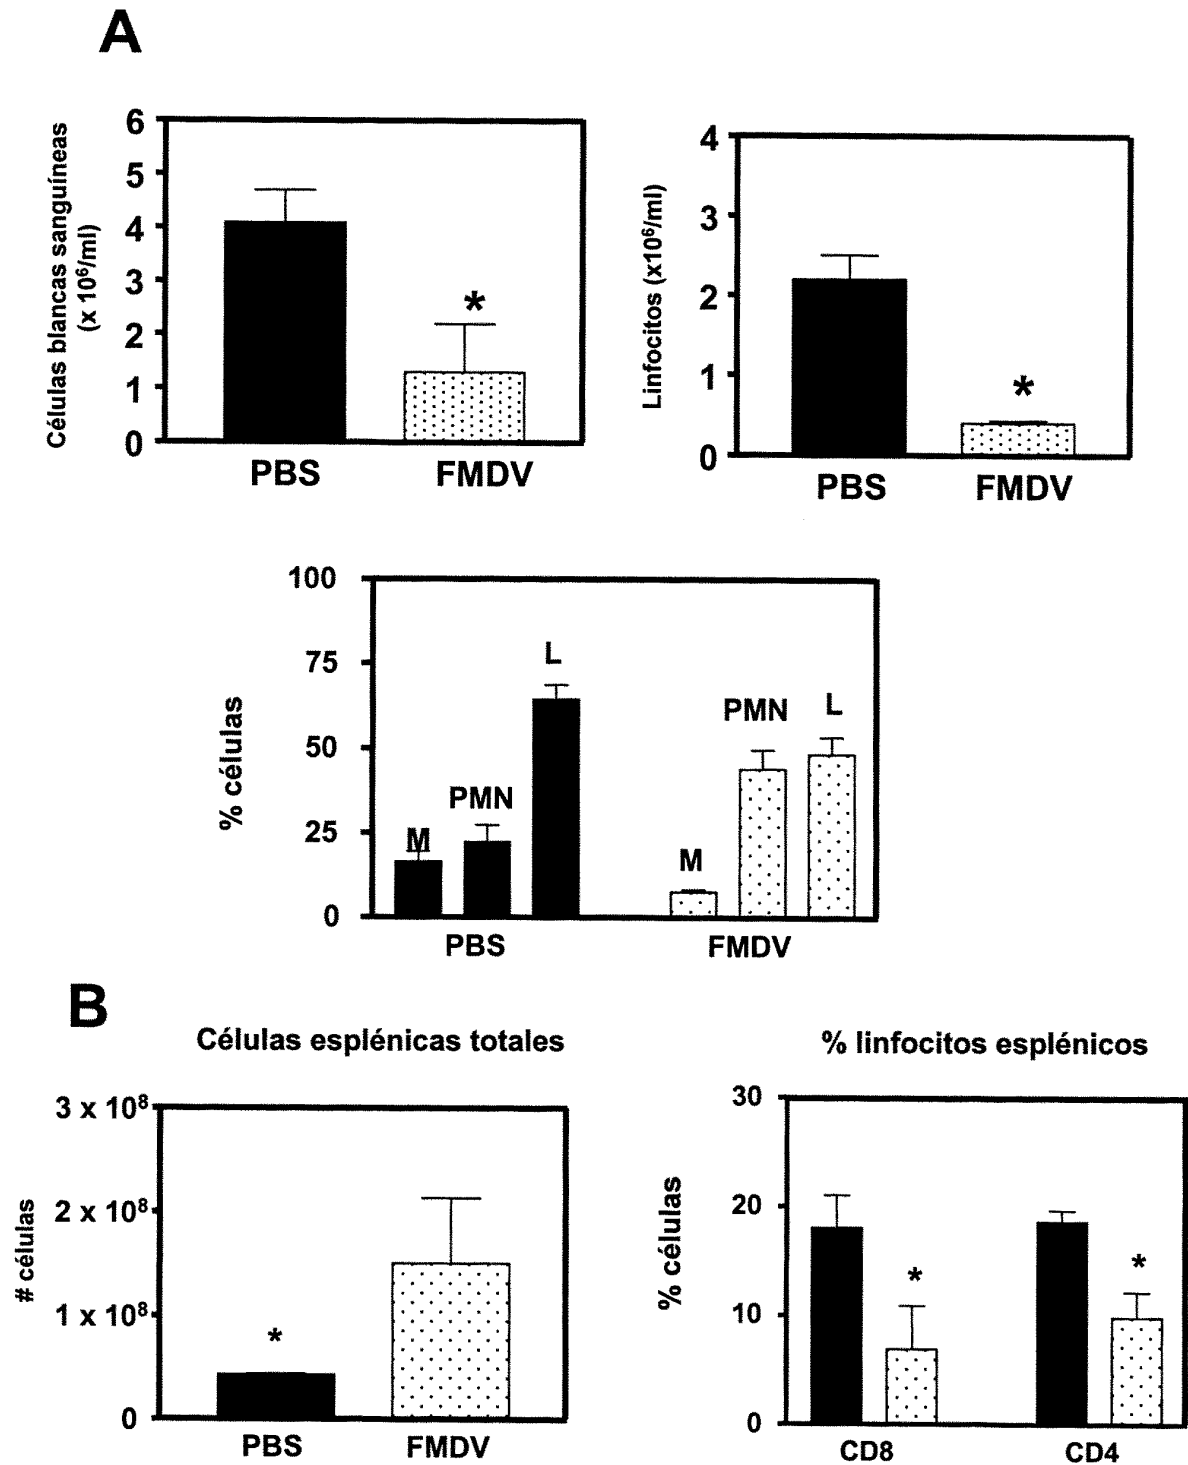 A
Células blancas sanguíneas
(x 10⁶/ml)
6
5
4
3
2
1
0
*
PBS
FMDV
Linfocitos (x10⁶/ml)
4
3
2
1
0
*
PBS
FMDV
% células
100
75
50
25
0
M
PMN
L
M
PMN
L
PBS
FMDV
B
Células esplénicas totales
# células
3 x 10⁸
2 x 10⁸
1 x 10⁸
0
*
PBS
FMDV
% linfocitos esplénicos
% células
30
20
10
0
*
*
CD8
CD4